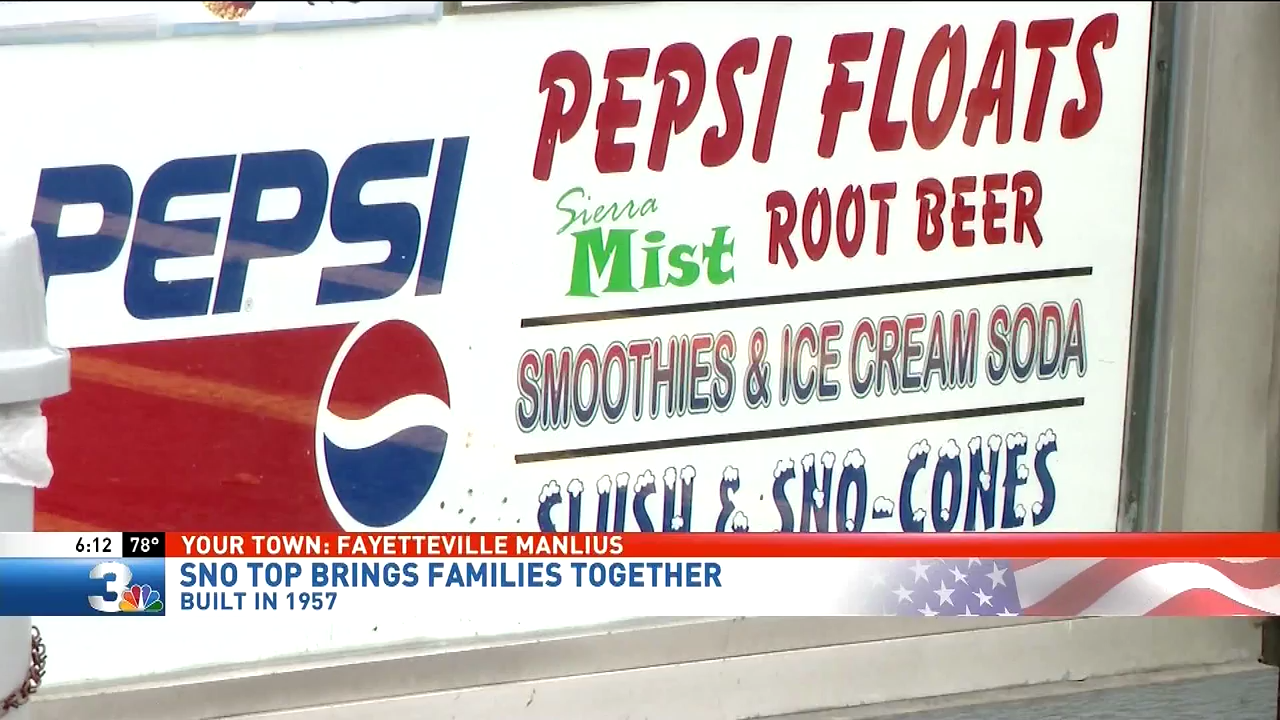 PEPSI
PEPSI FLOATS
Sierra
Mist
ROOT BEER
SMOOTHIES & ICE CREAM SODA
SLUSH & SNO-CONES
6:12 78° YOUR TOWN: FAYETTEVILLE MANLIUS
3 SNO TOP BRINGS FAMILIES TOGETHER
BUILT IN 1957